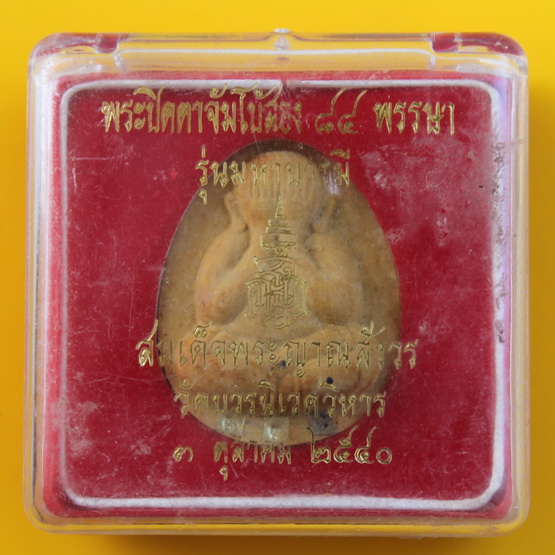 พระปิดตาจัมโบ้สอง ๘๔ พรรษา
รุ่นมหาบารมี
สมเด็จพระญาณสังวร
วัดบวรนิเวศวิหาร
๓ ตุลาคม ๒๕๔๐